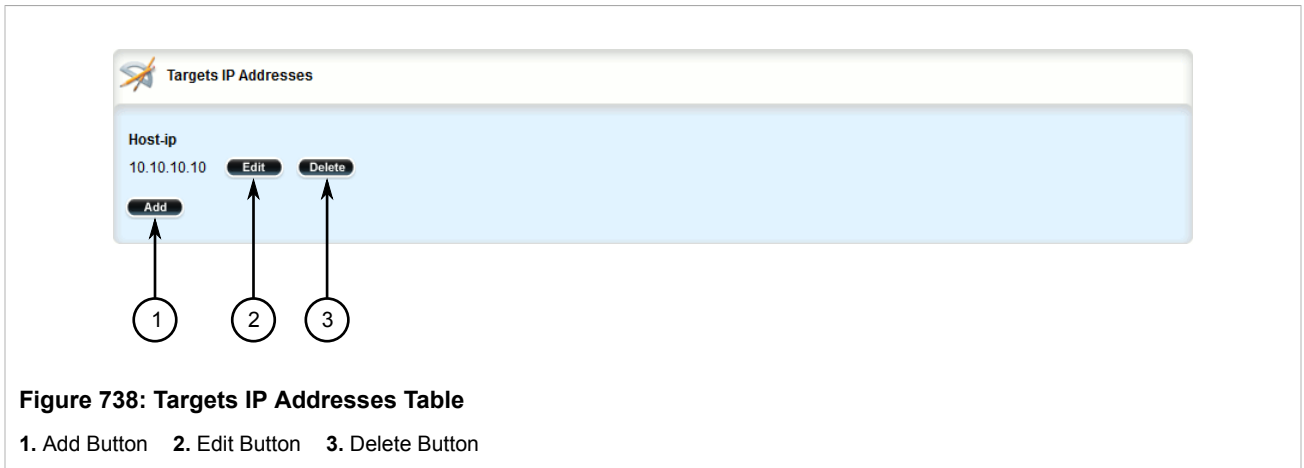 Targets IP Addresses
Host-ip
10.10.10.10 Edit Delete
Add
1 2 3
Figure 738: Targets IP Addresses Table
1. Add Button 2. Edit Button 3. Delete Button